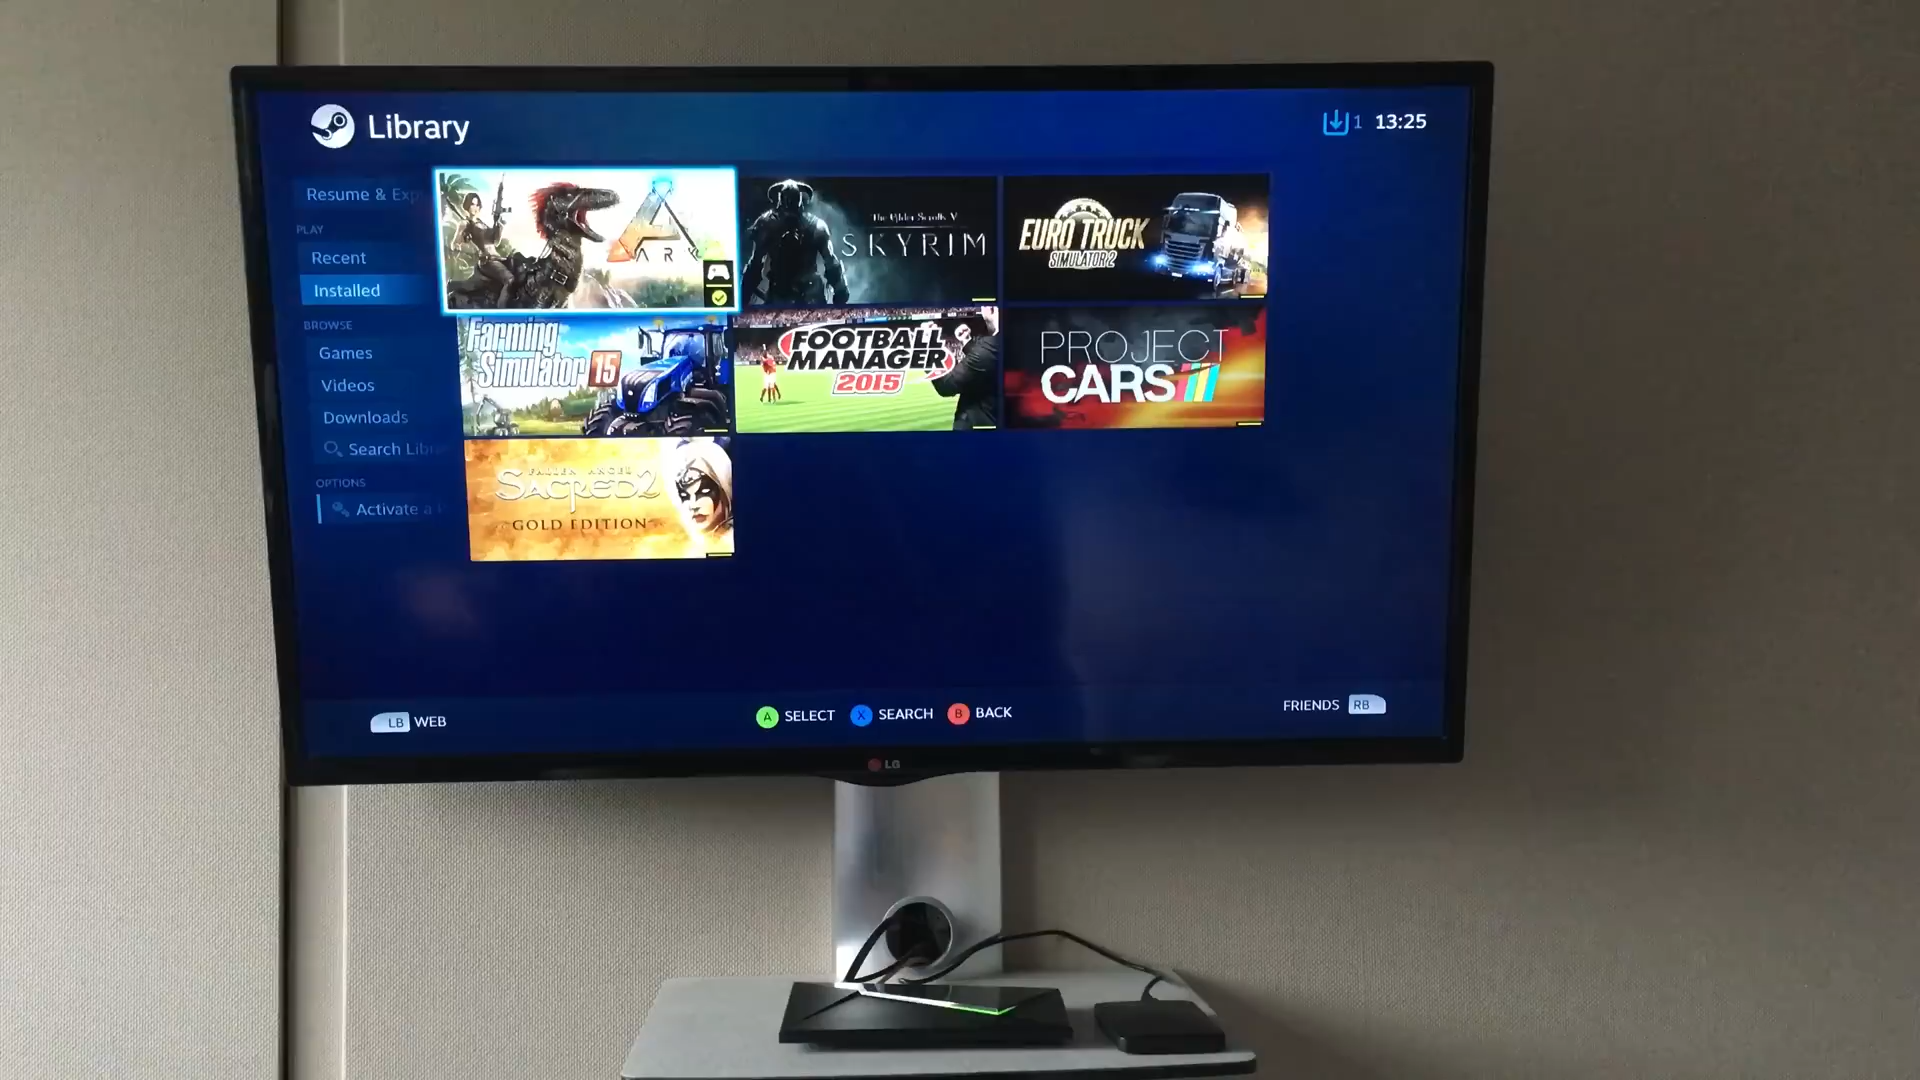 Library
1 13:25
Resume & Exp
PLAY
Recent
Installed
BROWSE
Games
Videos
Downloads
Search Libr
OPTIONS
Activate a
ARK
The Elder Scrolls V
SKYRIM
EURO TRUCK
SIMULATOR 2
Farming
Simulator 15
FOOTBALL
MANAGER
2015
PROJECT
CARS
FALLEN ANGEL
SACRED 2
GOLD EDITION
LB WEB
A SELECT X SEARCH B BACK
FRIENDS RB
LG